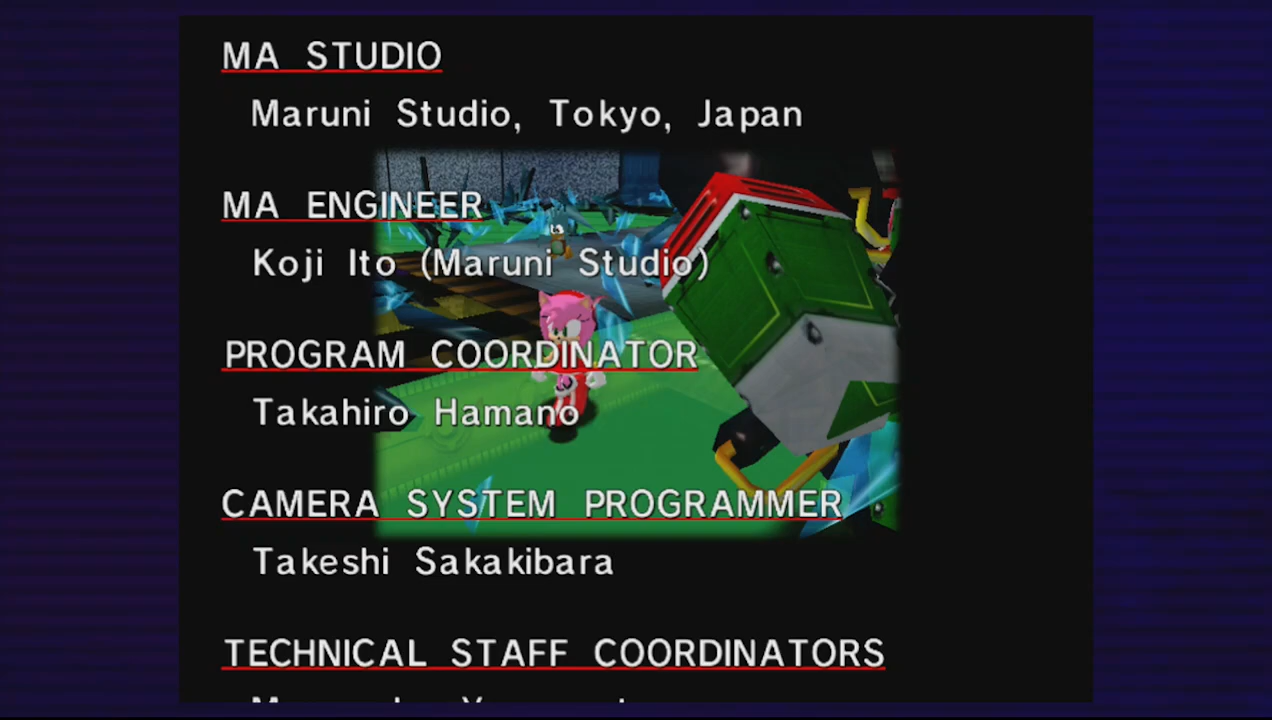 MA STUDIO
Maruni Studio, Tokyo, Japan
MA ENGINEER
Koji Ito (Maruni Studio)
PROGRAM COORDINATOR
Takahiro Hamano
CAMERA SYSTEM PROGRAMMER
Takeshi Sakakibara
TECHNICAL STAFF COORDINATORS